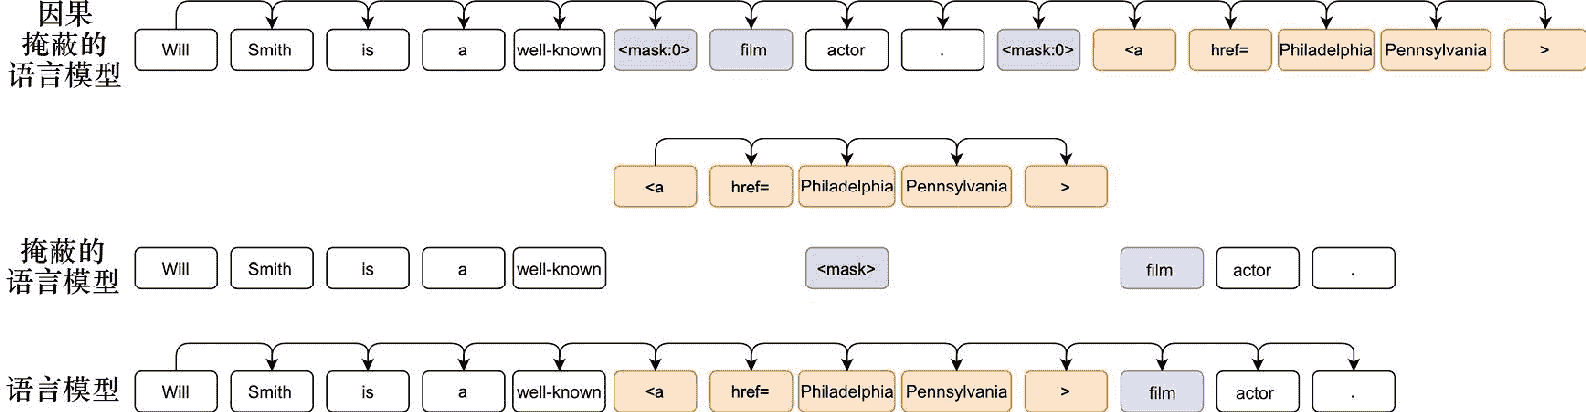 因果
掩蔽的
语言模型
Will Smith is a well-known <mask:0> film actor . <mask:0> <a href= Philadelphia Pennsylvania >
<a href= Philadelphia Pennsylvania >
掩蔽的
语言模型
Will Smith is a well-known <mask> film actor .
语言模型
Will Smith is a well-known <a href= Philadelphia Pennsylvania > film actor .